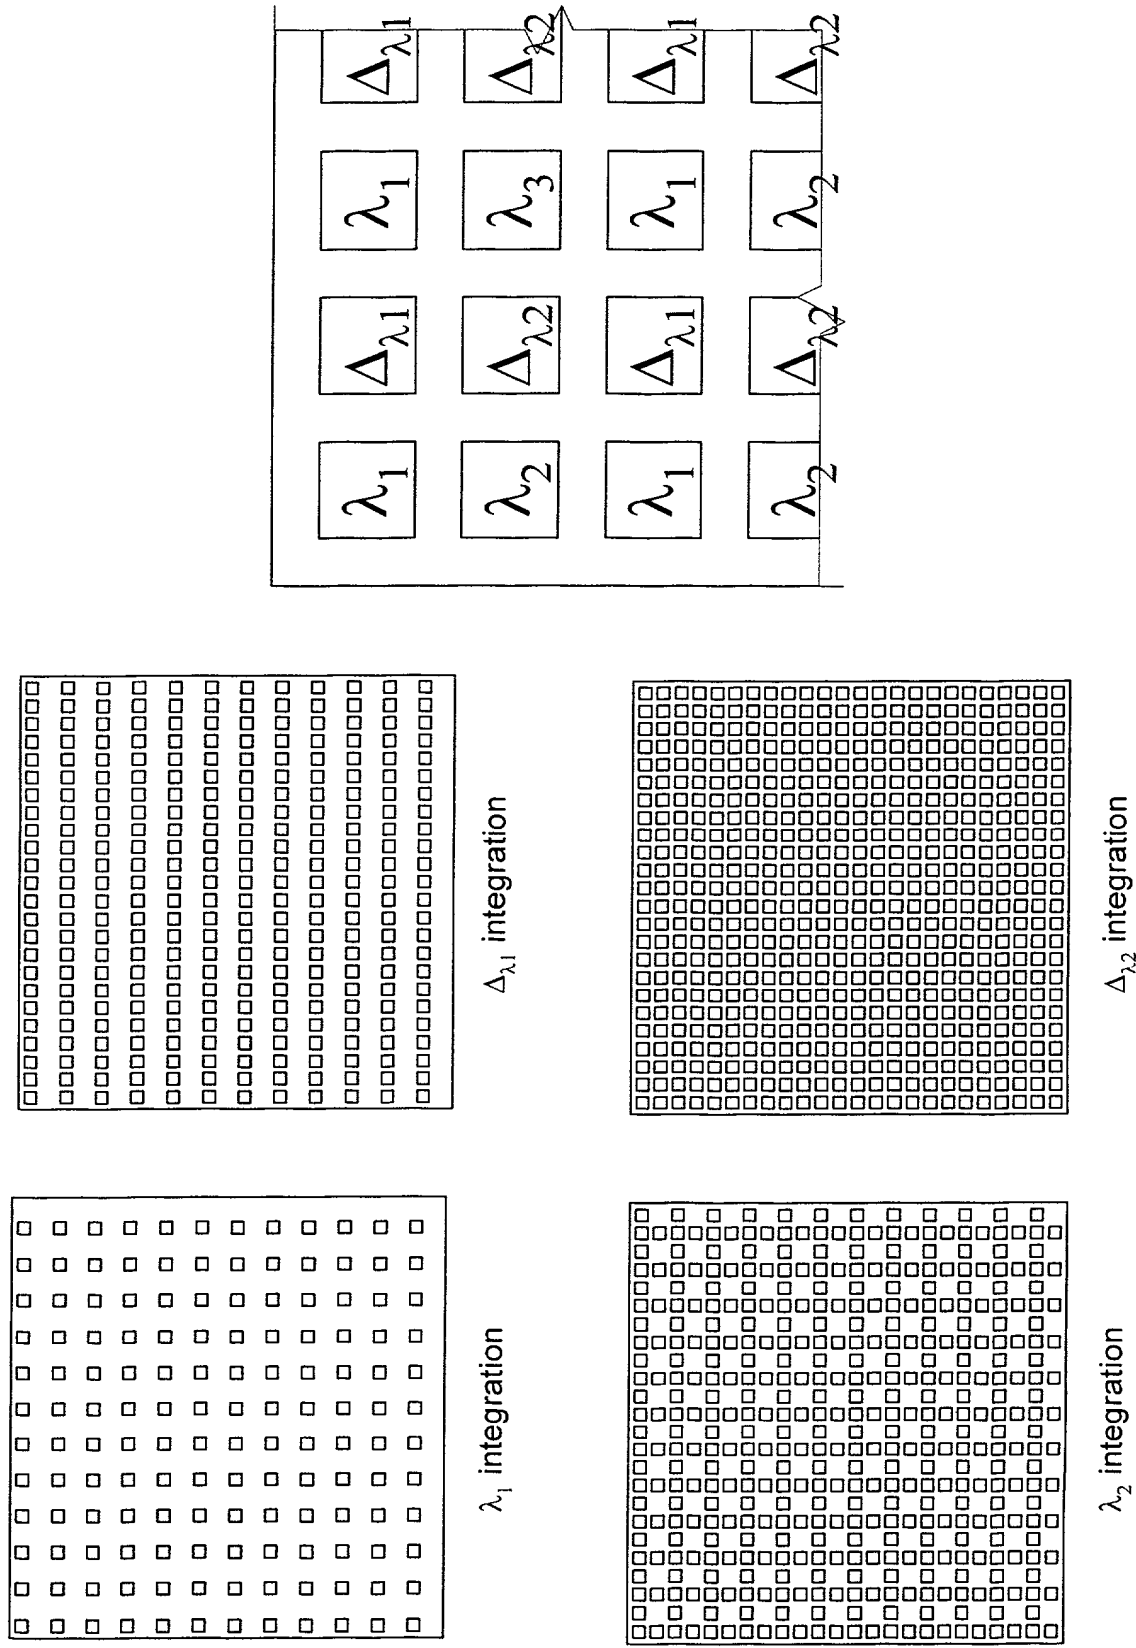 λ₁ integration
Δλ1 integration
λ₂ integration
Δλ2 integration
λ₁ Δλ1 λ₁ Δλ1
λ₂ Δλ2 λ₃ Δλ2
λ₁ Δλ1 λ₁ Δλ1
λ₂ Δλ2 λ₂ Δλ2